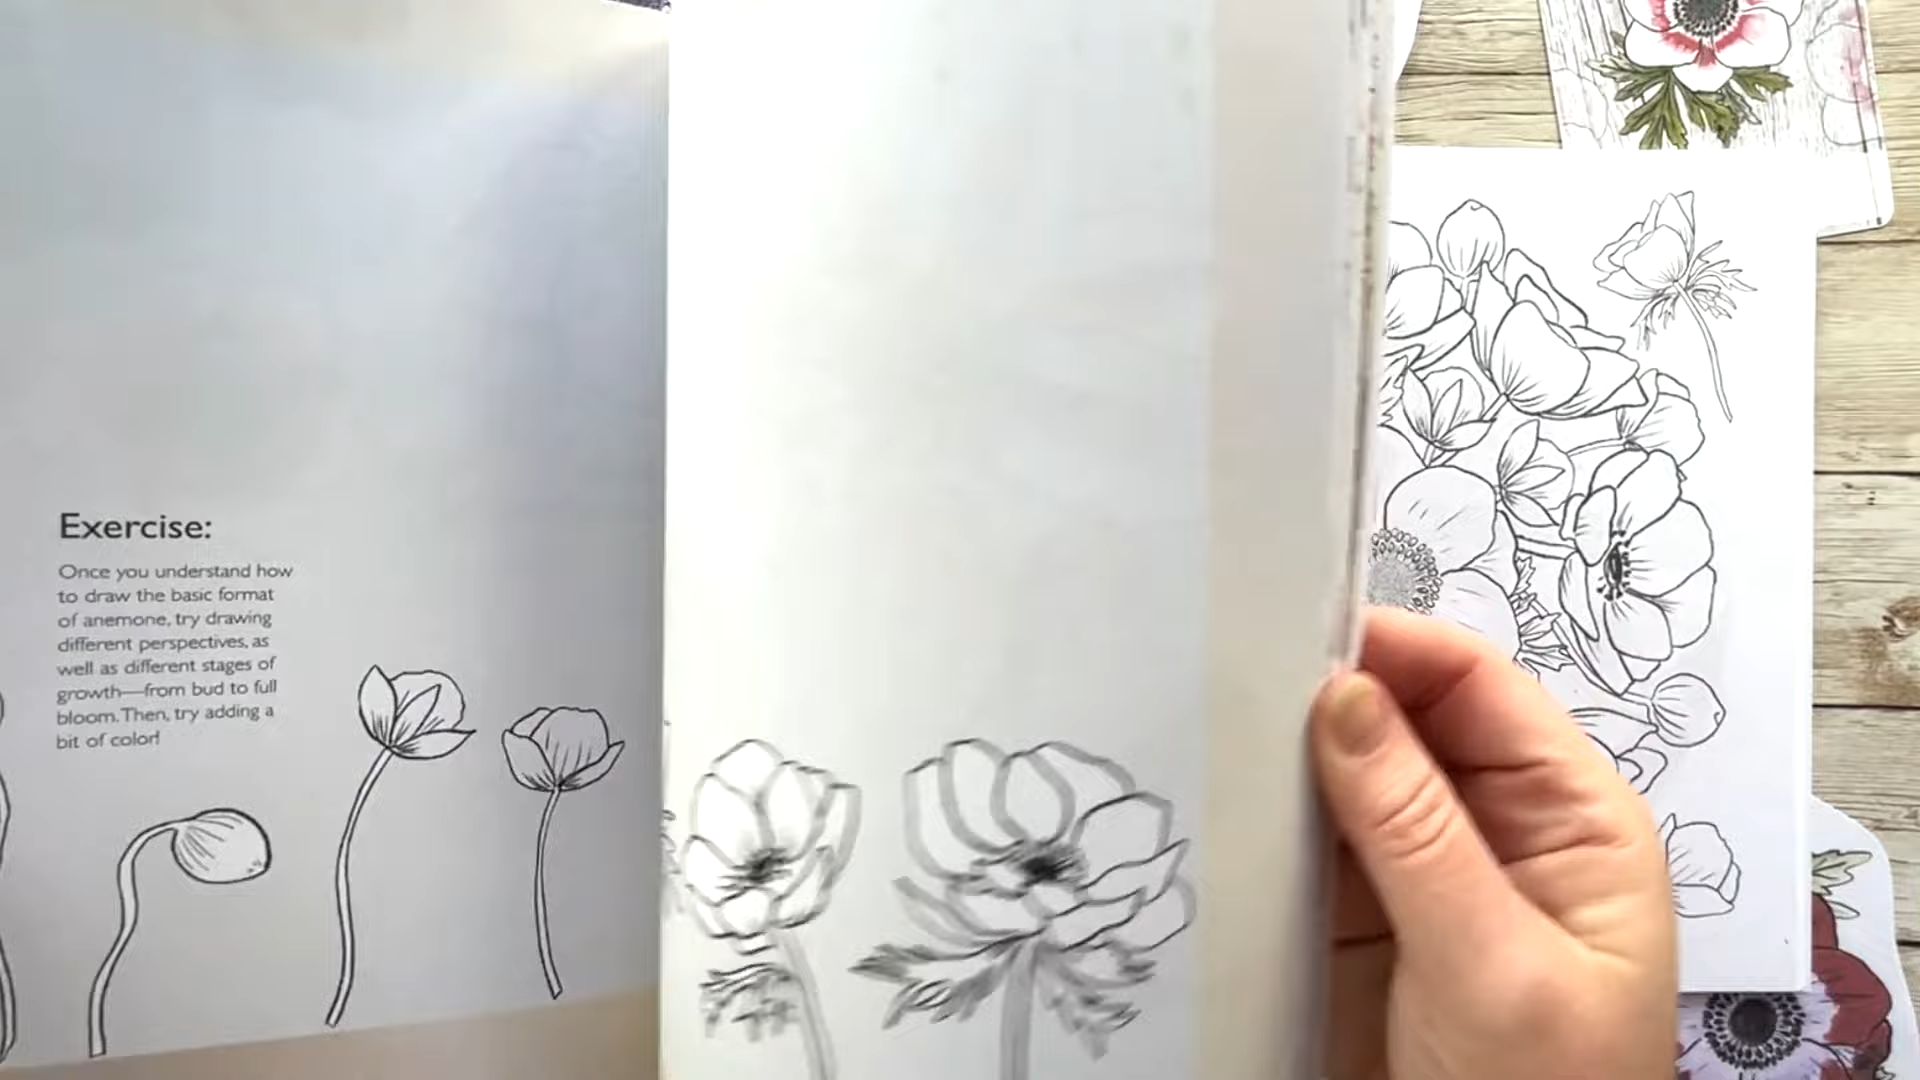 Exercise:
Once you understand how
to draw the basic format
of anemone, try drawing
different perspectives, as
well as different stages of
growth—from bud to full
bloom. Then, try adding a
bit of color!